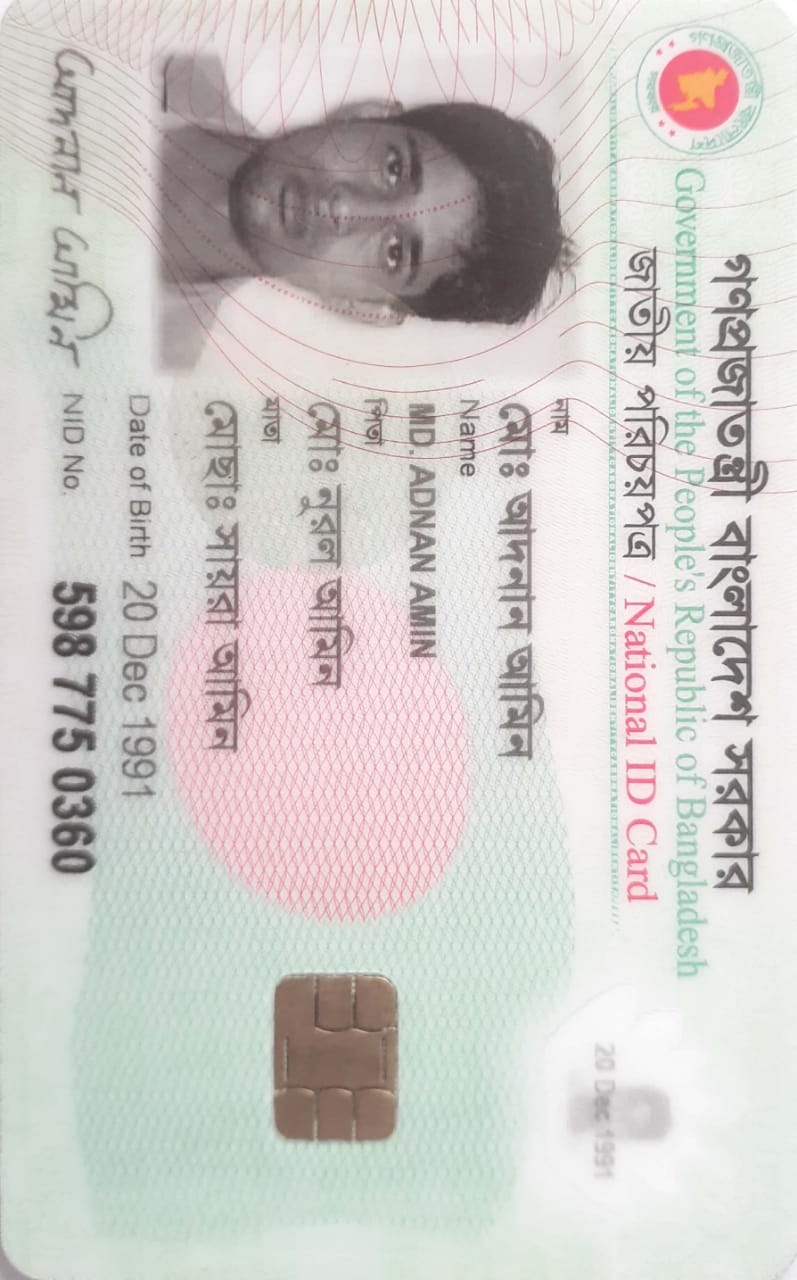 গণপ্রজাতন্ত্রী বাংলাদেশ সরকার
Government of the People's Republic of Bangladesh
জাতীয় পরিচয়পত্র / National ID Card
নাম
মোঃ আদনান আমিন
Name
MD. ADNAN AMIN
পিতা
মোঃ নুরুল আমিন
মাতা
মোছাঃ সায়রা আমিন
Date of Birth 20 Dec 1991
NID No. 598 775 0360
আদনান আমিন
20 Dec 1991